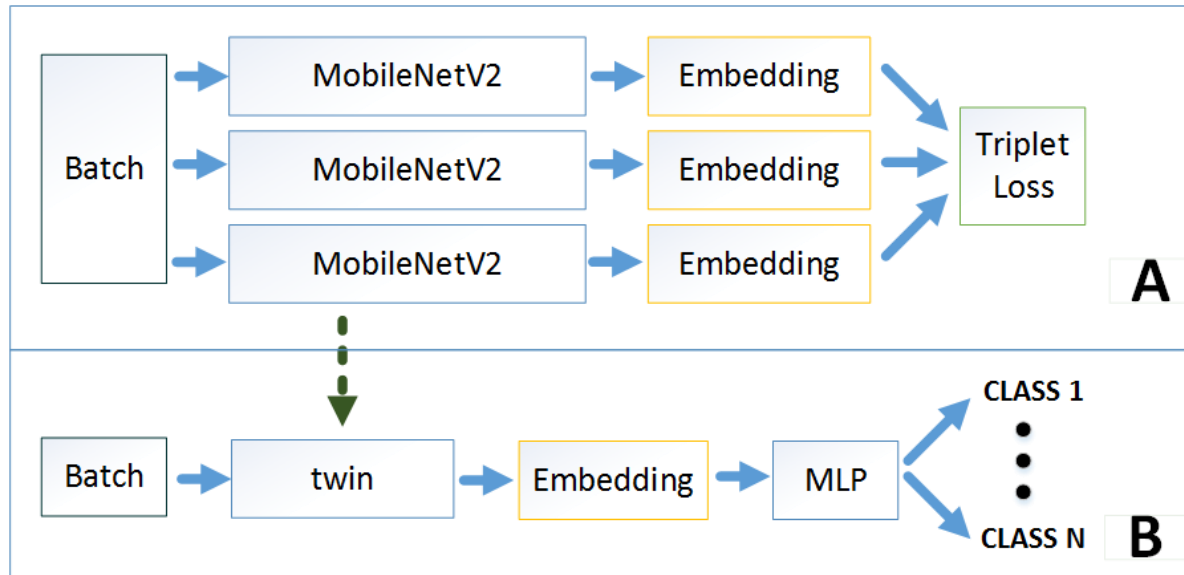 Batch
MobileNetV2
Embedding
MobileNetV2
Embedding
MobileNetV2
Embedding
Triplet
Loss
A
Batch
twin
Embedding
MLP
CLASS 1
CLASS N
B